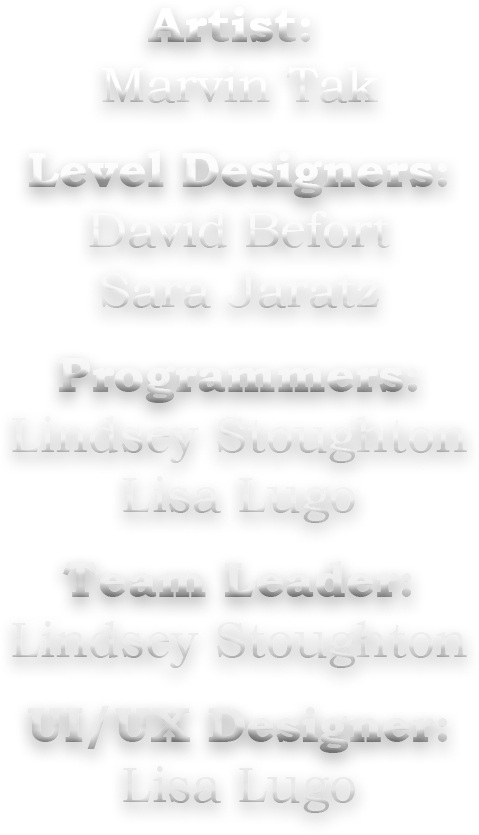 Artist:
Marvin Tak
Level Designers:
David Befort
Sara Jaratz
Programmers:
Lindsey Stoughton
Lisa Lugo
Team Leader:
Lindsey Stoughton
UI/UX Designer:
Lisa Lugo